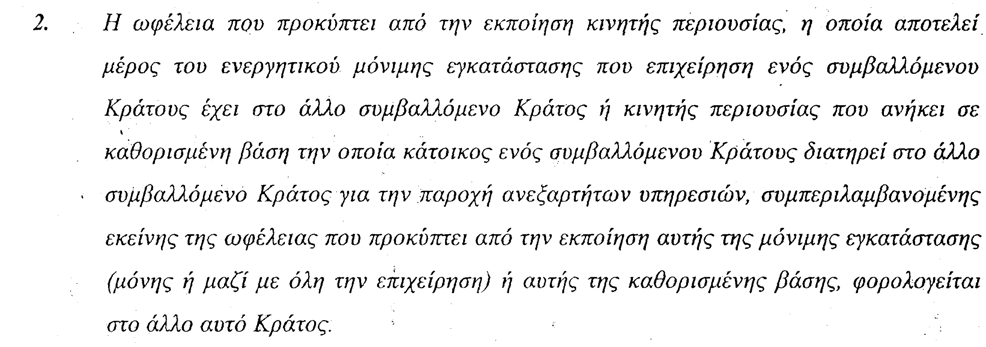 2. Η ωφέλεια που προκύπτει από την εκποίηση κινητής περιουσίας, η οποία αποτελεί
μέρος του ενεργητικού μόνιμης εγκατάστασης που επιχείρηση ενός συμβαλλόμενου
Κράτους έχει στο άλλο συμβαλλόμενο Κράτος ή κινητής περιουσίας που ανήκει σε
καθορισμένη βάση την οποία κάτοικος ενός συμβαλλόμενου Κράτους διατηρεί στο άλλο
συμβαλλόμενο Κράτος για την παροχή ανεξαρτήτων υπηρεσιών, συμπεριλαμβανομένης
εκείνης της ωφέλειας που προκύπτει από την εκποίηση αυτής της μόνιμης εγκατάστασης
(μόνης ή μαζί με όλη την επιχείρηση) ή αυτής της καθορισμένης βάσης, φορολογείται
στο άλλο αυτό Κράτος.